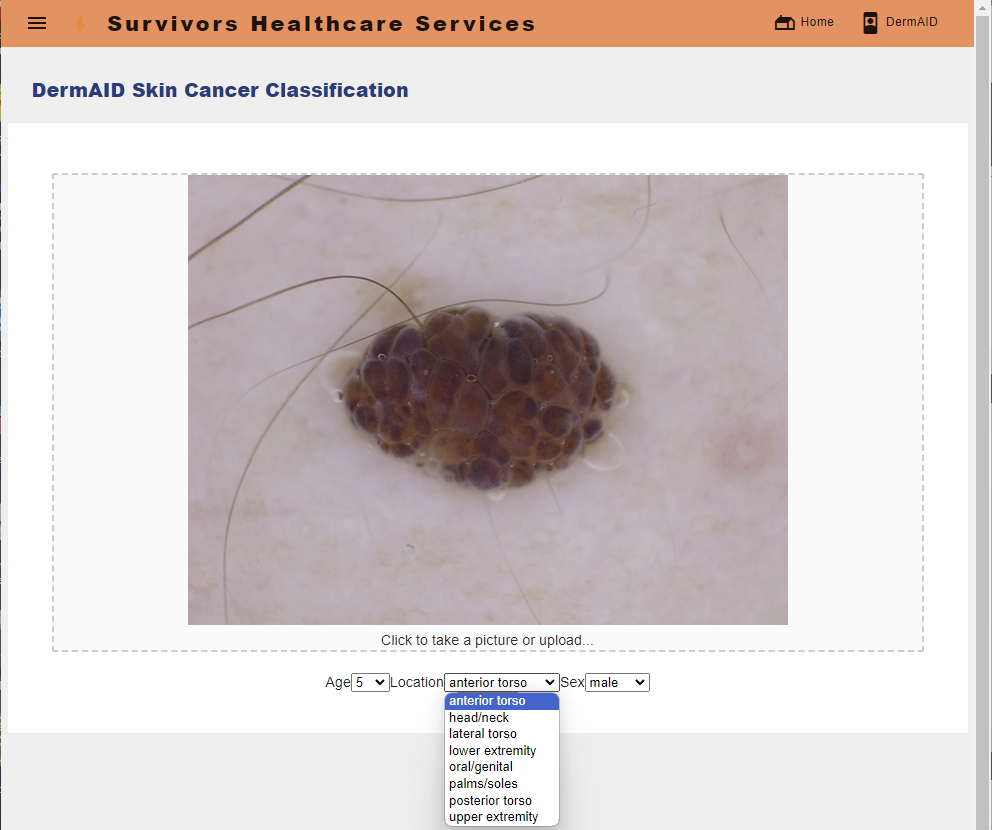 Survivors Healthcare Services
Home
DermAID
DermAID Skin Cancer Classification
Click to take a picture or upload...
Age 5 Location anterior torso Sex male
anterior torso
head/neck
lateral torso
lower extremity
oral/genital
palms/soles
posterior torso
upper extremity